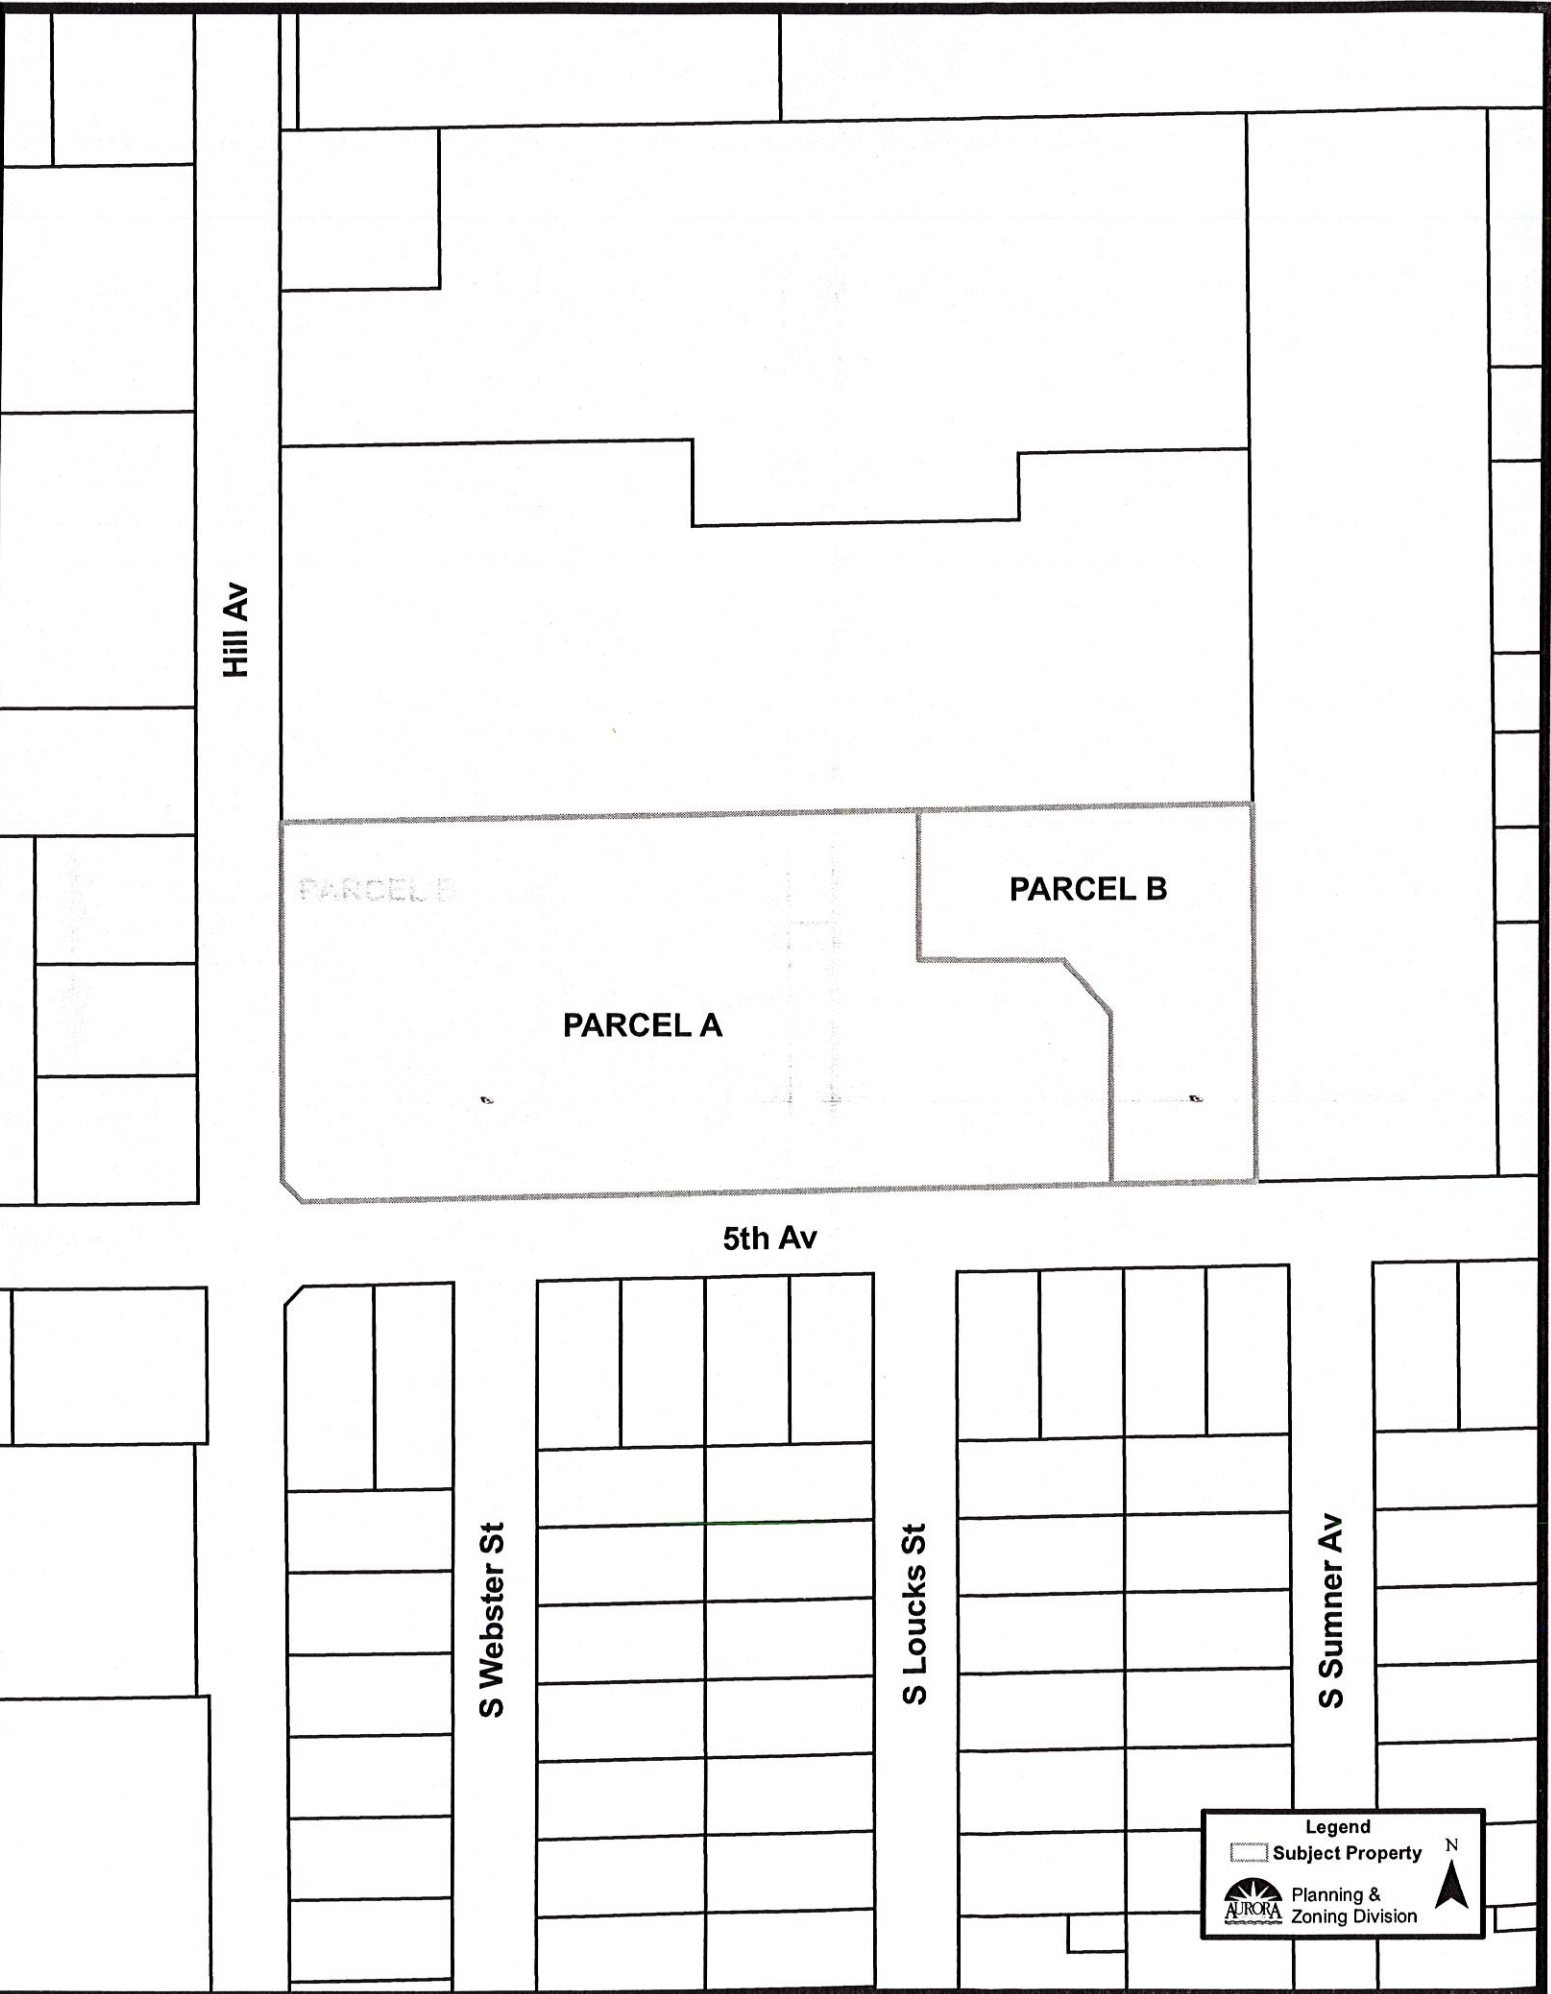 Hill Av
PARCEL B
PARCEL B
PARCEL A
5th Av
S Webster St
S Loucks St
S Sumner Av
Legend
Subject Property
N
AURORA
Planning &
Zoning Division